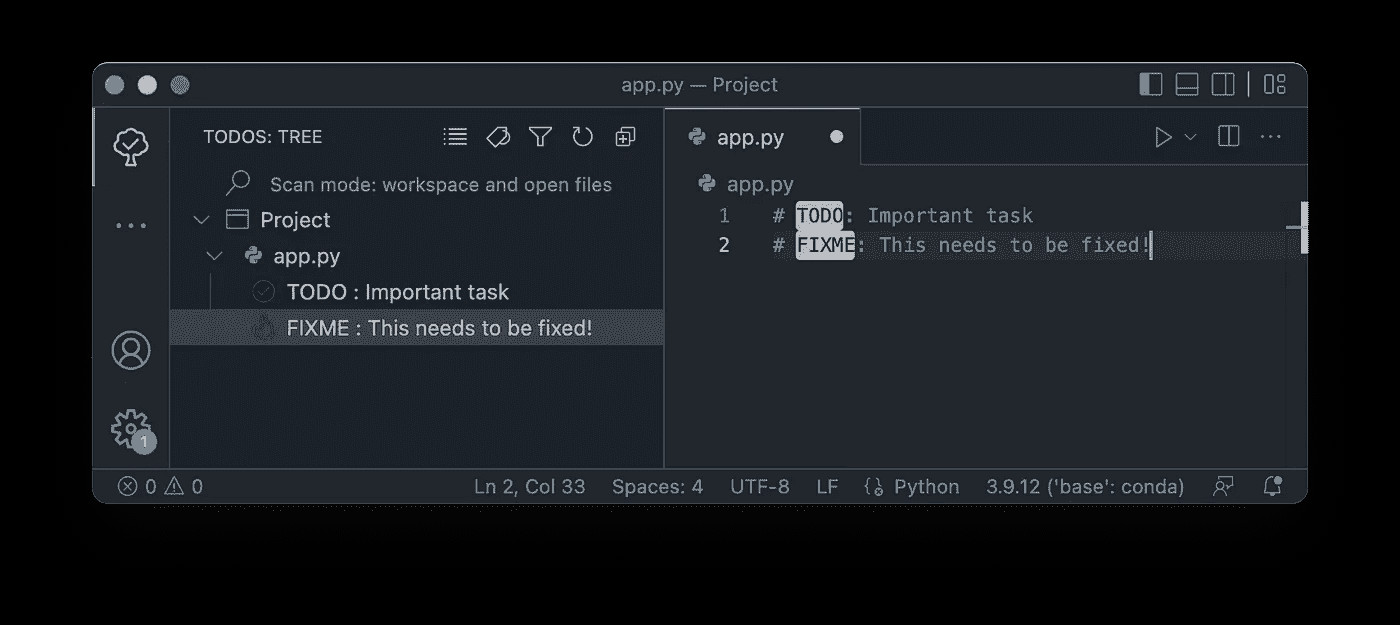 app.py — Project
TODOS: TREE
Scan mode: workspace and open files
Project
app.py
TODO : Important task
FIXME : This needs to be fixed!
1
app.py
app.py
1 # TODO: Important task
2 # FIXME: This needs to be fixed!
0 0 Ln 2, Col 33 Spaces: 4 UTF-8 LF Python 3.9.12 ('base': conda)